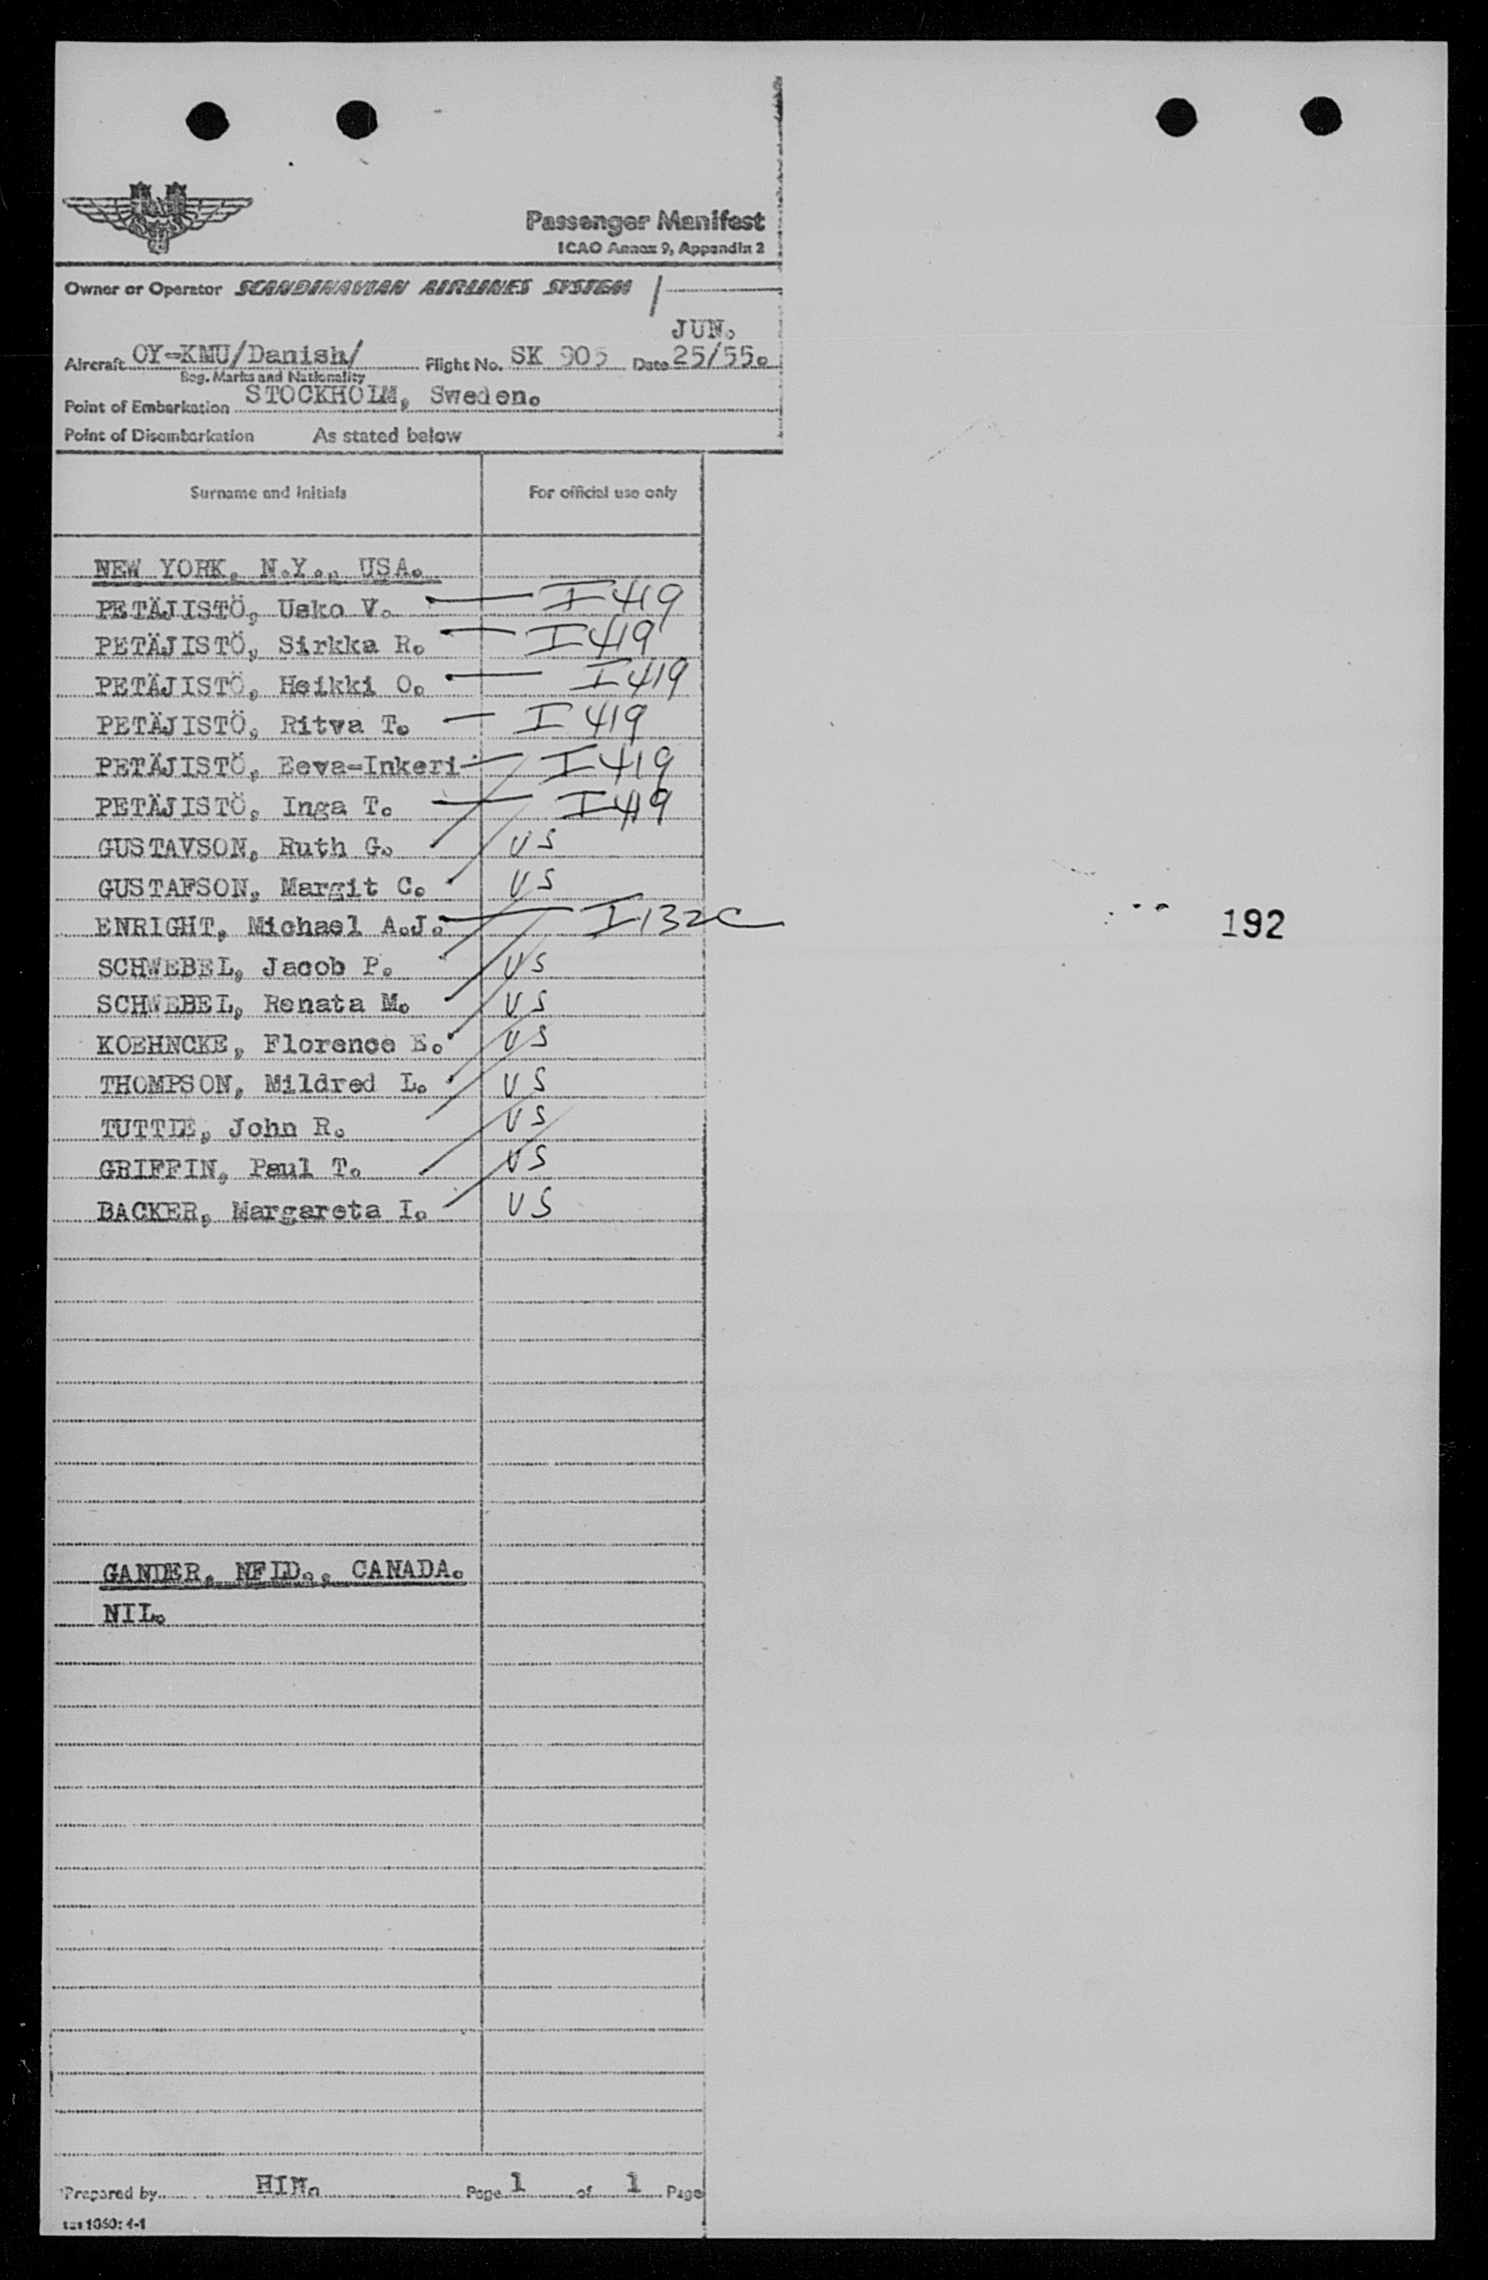 Passenger Manifest
ICAO Annex 9, Appendix 2
Owner or Operator SCANDINAVIAN AIRLINES SYSTEM
JUN.
Aircraft OY-KMU/Danish/ Flight No. SK 905 Date 25/55.
Reg. Marks and Nationality
Point of Embarkation STOCKHOLM, Sweden.
Point of Disembarkation As stated below
Surname and initials For official use only
NEW YORK, N.Y., USA.
PETÄJISTÖ, Usko V. I 419
PETÄJISTÖ, Sirkka R. I 419
PETÄJISTÖ, Heikki O. I 419
PETÄJISTÖ, Ritva T. I 419
PETÄJISTÖ, Eeva-Inkeri I 419
PETÄJISTÖ, Inga T. I 419
GUSTAVSON, Ruth G. US
GUSTAFSON, Margit C. US
ENRIGHT, Michael A.J. I 132C
192
SCHWEBEL, Jacob P. US
SCHWEBEL, Renata M. US
KOEHNCKE, Florence E. US
THOMPSON, Mildred L. US
TUTTLE, John R. US
GRIFFIN, Paul T. US
BACKER, Margareta I. US
GANDER, NFLD., CANADA.
NIL.
Prepared by HIM. Page 1 of 1 Page